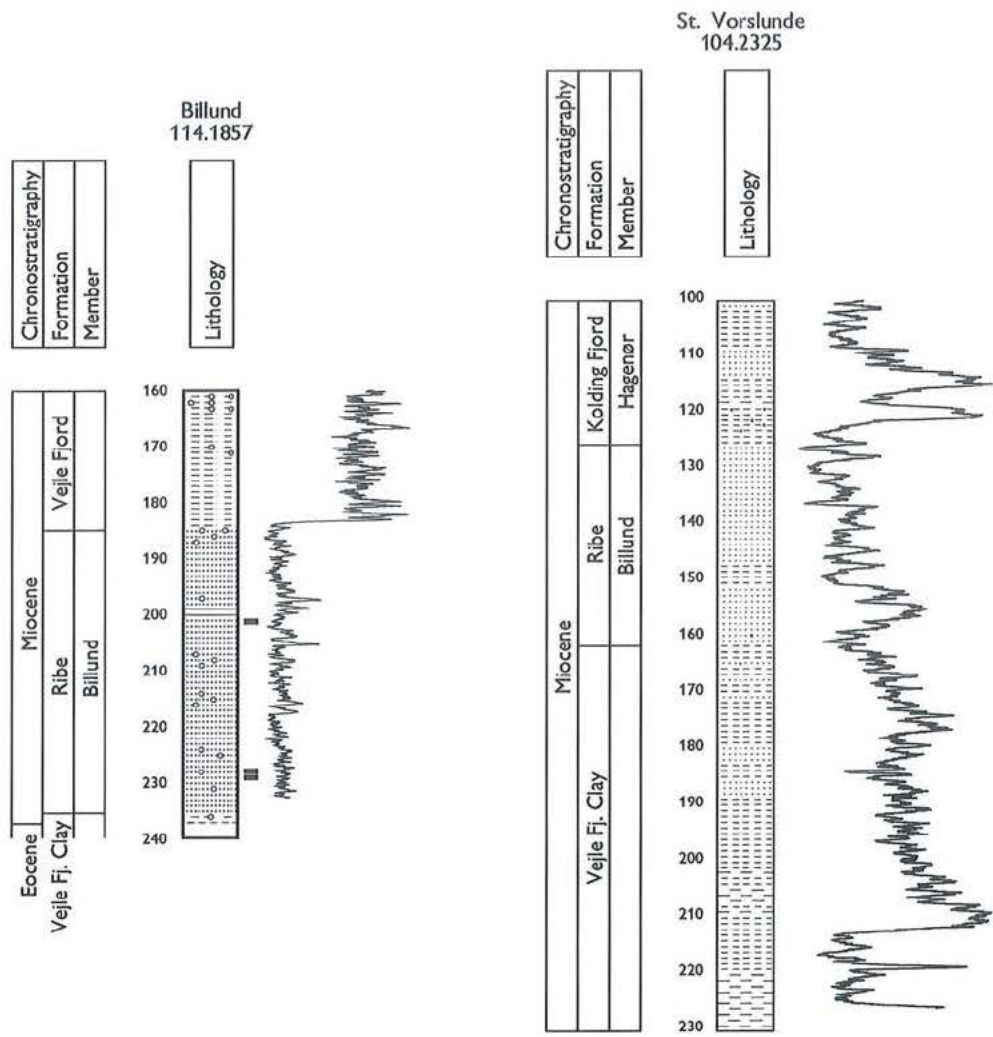 Billund
114.1857
Chronostratigraphy
Formation
Member
Lithology
Miocene
Eocene
Vejle Fjord
Ribe
Vejle Fj. Clay
Billund
160
170
180
190
200
210
220
230
240
St. Vorslunde
104.2325
Chronostratigraphy
Formation
Member
Lithology
Miocene
Kolding Fjord
Ribe
Vejle Fj. Clay
Hagenør
Billund
100
110
120
130
140
150
160
170
180
190
200
210
220
230